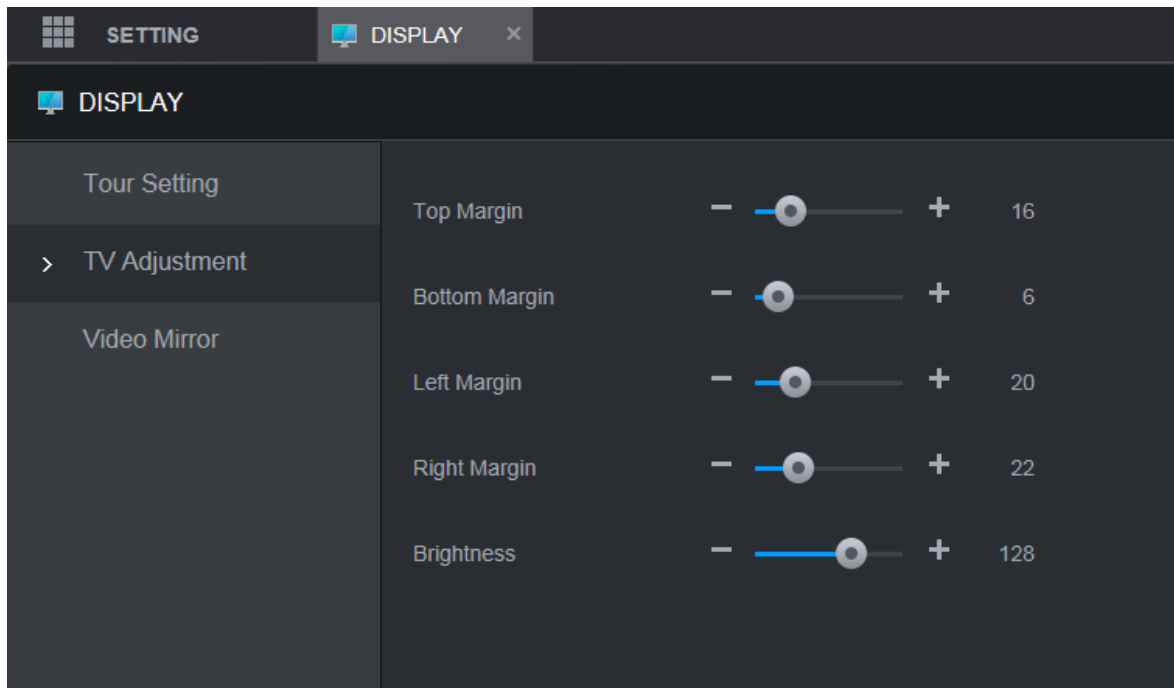 SETTING DISPLAY ×
DISPLAY
Tour Setting
TV Adjustment
Video Mirror
Top Margin − + 16
Bottom Margin − + 6
Left Margin − + 20
Right Margin − + 22
Brightness − + 128